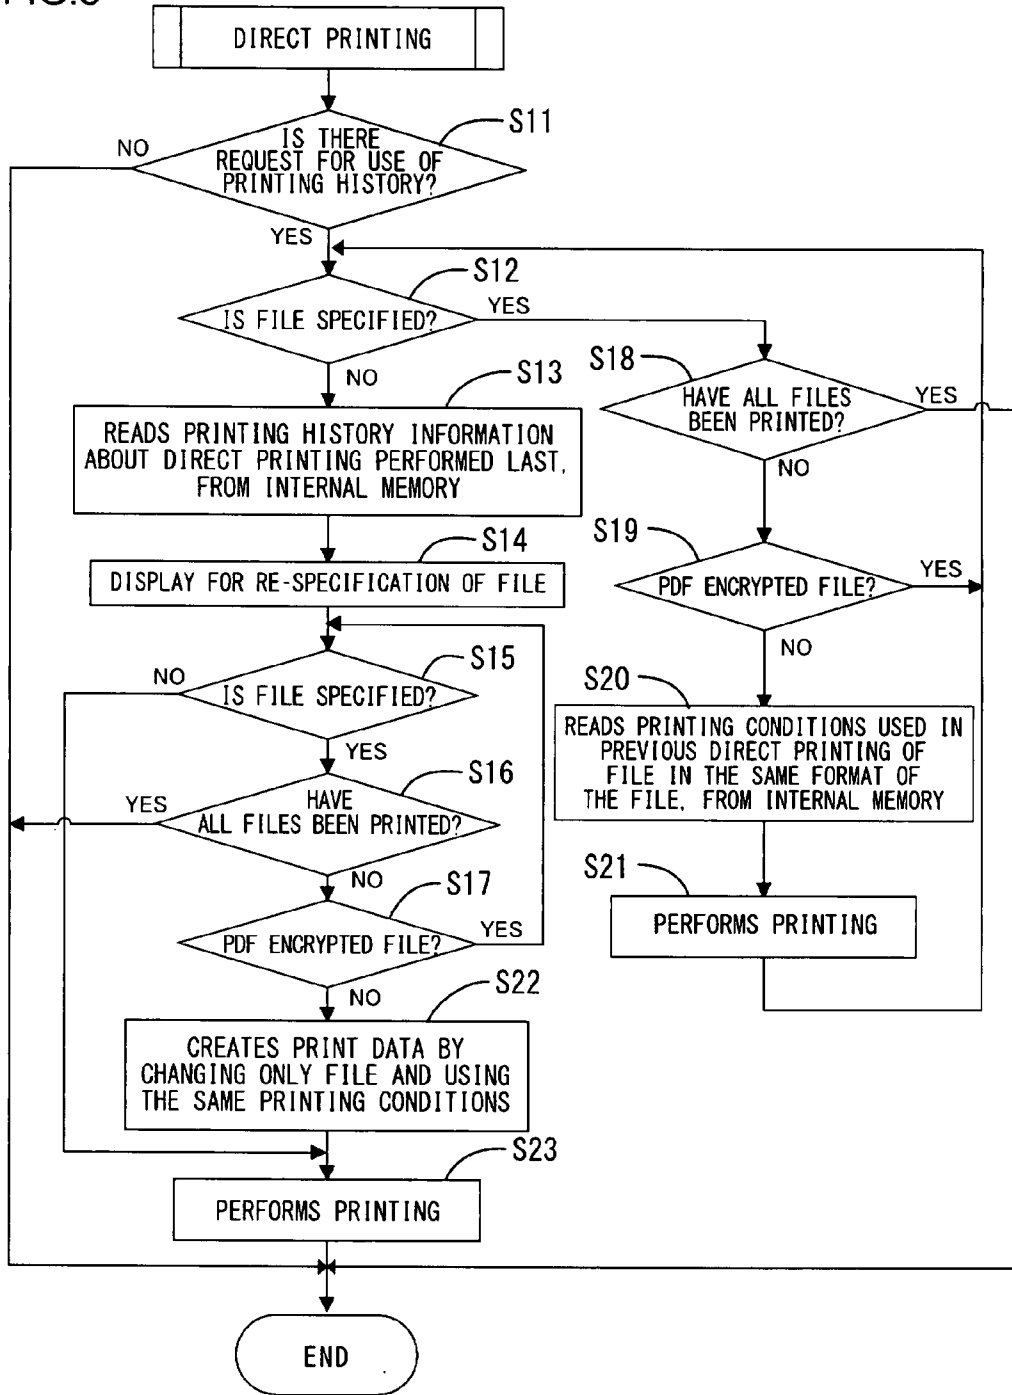 DIRECT PRINTING
S11
NO
IS THERE
REQUEST FOR USE OF
PRINTING HISTORY?
YES
S12
IS FILE SPECIFIED?
YES
NO
S13
READS PRINTING HISTORY INFORMATION
ABOUT DIRECT PRINTING PERFORMED LAST,
FROM INTERNAL MEMORY
S14
DISPLAY FOR RE-SPECIFICATION OF FILE
S15
NO
IS FILE SPECIFIED?
YES
S16
YES
HAVE
ALL FILES BEEN PRINTED?
NO
S17
PDF ENCRYPTED FILE?
YES
NO
S22
CREATES PRINT DATA BY
CHANGING ONLY FILE AND USING
THE SAME PRINTING CONDITIONS
S23
PERFORMS PRINTING
END
S18
HAVE ALL FILES
BEEN PRINTED?
YES
NO
S19
PDF ENCRYPTED FILE?
YES
NO
S20
READS PRINTING CONDITIONS USED IN
PREVIOUS DIRECT PRINTING OF
FILE IN THE SAME FORMAT OF
THE FILE, FROM INTERNAL MEMORY
S21
PERFORMS PRINTING